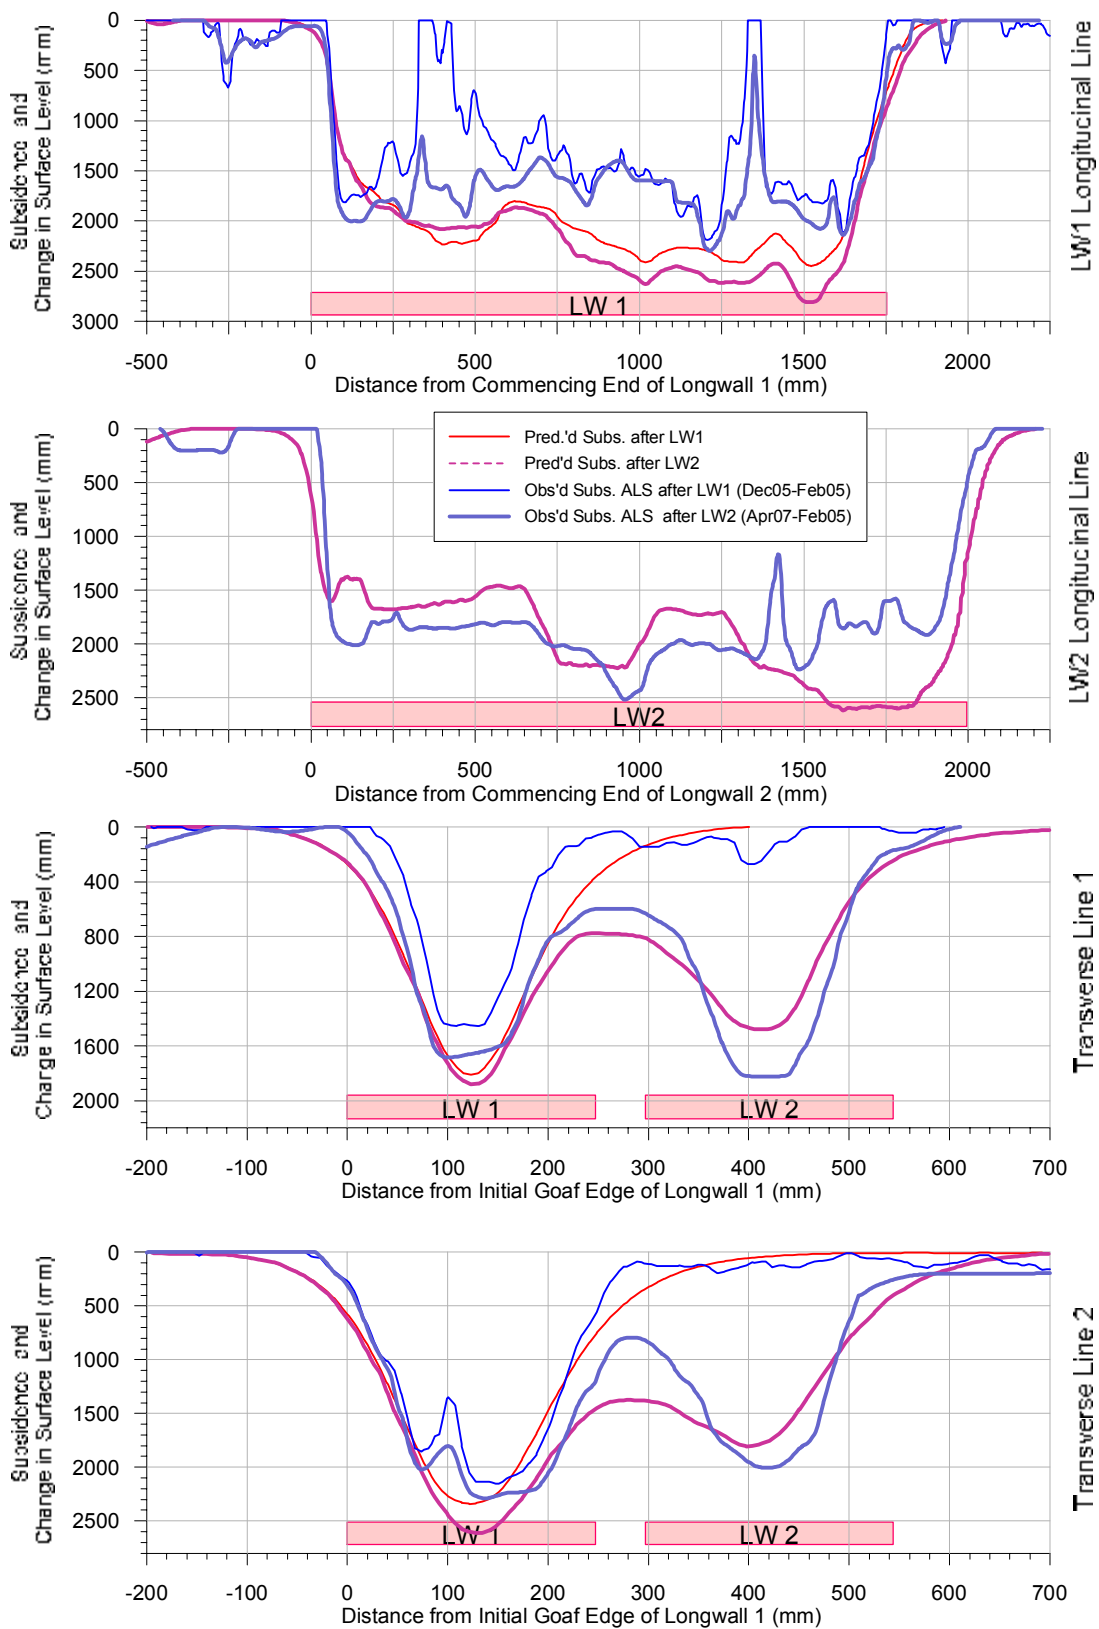 Subsidence and
Change in Surface Level (mm)
0
500
1000
1500
2000
2500
3000
LW 1
-500 0 500 1000 1500 2000
Distance from Commencing End of Longwall 1 (mm)
LW1 Longitudinal Line
Subsidence and
Change in Surface Level (mm)
0
500
1000
1500
2000
2500
Pred.'d Subs. after LW1
Pred'd Subs. after LW2
Obs'd Subs. ALS after LW1 (Dec05-Feb05)
Obs'd Subs. ALS after LW2 (Apr07-Feb05)
LW2
-500 0 500 1000 1500 2000
Distance from Commencing End of Longwall 2 (mm)
LW2 Longitudinal Line
Subsidence and
Change in Surface Level (mm)
0
400
800
1200
1600
2000
LW 1 LW 2
-200 -100 0 100 200 300 400 500 600 700
Distance from Initial Goaf Edge of Longwall 1 (mm)
Transverse Line 1
Subsidence and
Change in Surface Level (mm)
0
500
1000
1500
2000
2500
LW 1 LW 2
-200 -100 0 100 200 300 400 500 600 700
Distance from Initial Goaf Edge of Longwall 1 (mm)
Transverse Line 2